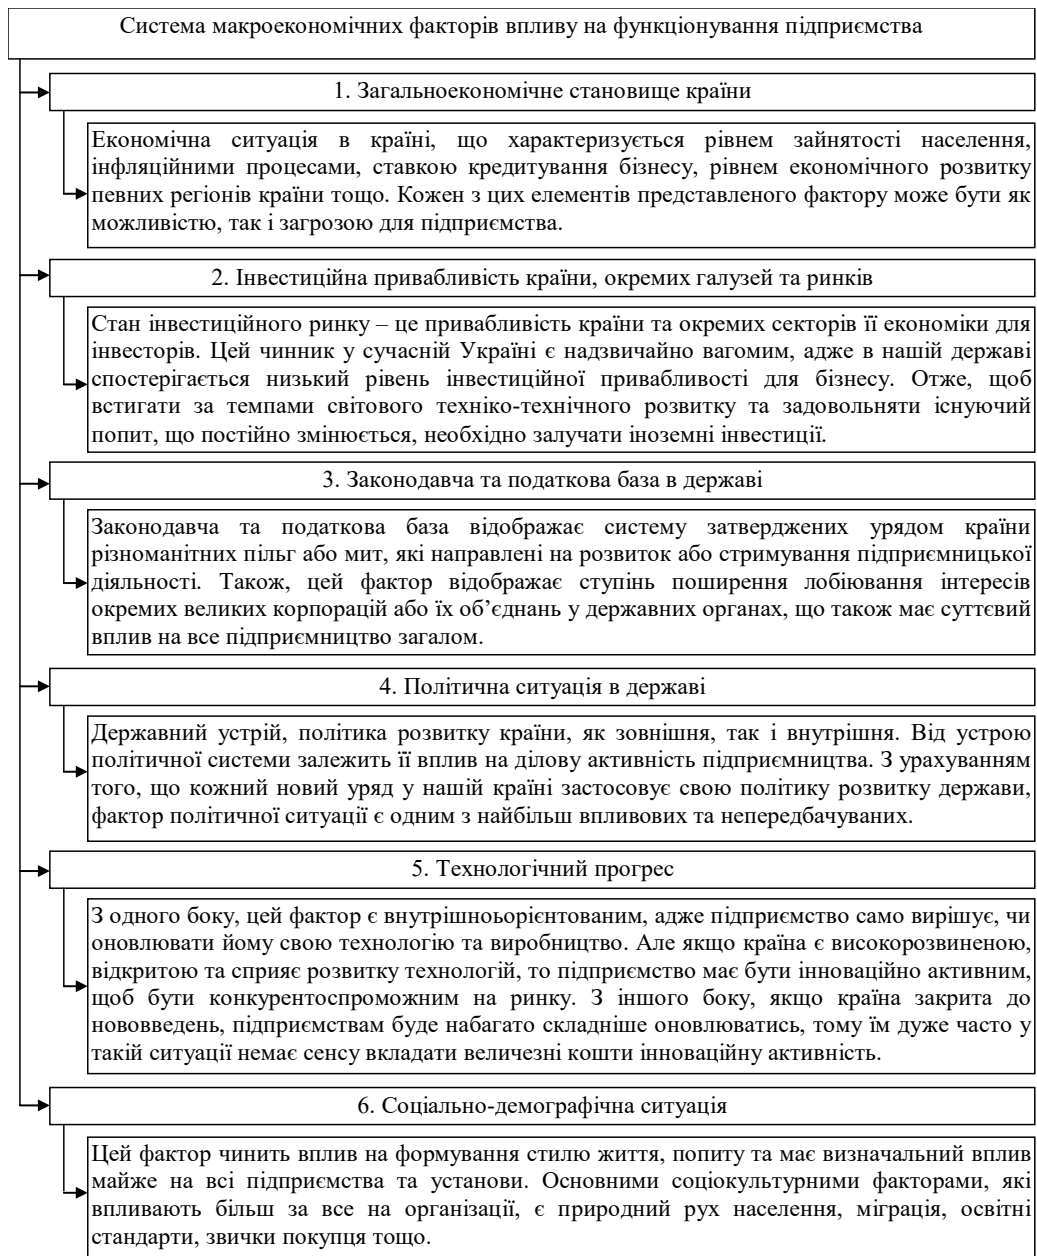 Система макроекономічних факторів впливу на функціонування підприємства
1. Загальноекономічне становище країни
Економічна ситуація в країні, що характеризується рівнем зайнятості населення,
інфляційними процесами, ставкою кредитування бізнесу, рівнем економічного розвитку
певних регіонів країни тощо. Кожен з цих елементів представленого фактору може бути як
можливістю, так і загрозою для підприємства.
2. Інвестиційна привабливість країни, окремих галузей та ринків
Стан інвестиційного ринку – це привабливість країни та окремих секторів її економіки для
інвесторів. Цей чинник у сучасній Україні є надзвичайно вагомим, адже в нашій державі
спостерігається низький рівень інвестиційної привабливості для бізнесу. Отже, щоб
встигати за темпами світового техніко-технічного розвитку та задовольняти існуючий
попит, що постійно змінюється, необхідно залучати іноземні інвестиції.
3. Законодавча та податкова база в державі
Законодавча та податкова база відображає систему затверджених урядом країни
різноманітних пільг або мит, які направлені на розвиток або стримування підприємницької
діяльності. Також, цей фактор відображає ступінь поширення лобіювання інтересів
окремих великих корпорацій або їх об’єднань у державних органах, що також має суттєвий
вплив на все підприємництво загалом.
4. Політична ситуація в державі
Державний устрій, політика розвитку країни, як зовнішня, так і внутрішня. Від устрою
політичної системи залежить її вплив на ділову активність підприємництва. З урахуванням
того, що кожний новий уряд у нашій країні застосовує свою політику розвитку держави,
фактор політичної ситуації є одним з найбільш впливових та непередбачуваних.
5. Технологічний прогрес
З одного боку, цей фактор є внутрішноьорієнтованим, адже підприємство само вирішує, чи
оновлювати йому свою технологію та виробництво. Але якщо країна є високорозвиненою,
відкритою та сприяє розвитку технологій, то підприємство має бути інноваційно активним,
щоб бути конкурентоспроможним на ринку. З іншого боку, якщо країна закрита до
нововведень, підприємствам буде набагато складніше оновлюватись, тому їм дуже часто у
такій ситуації немає сенсу вкладати величезні кошти інноваційну активність.
6. Соціально-демографічна ситуація
Цей фактор чинить вплив на формування стилю життя, попиту та має визначальний вплив
майже на всі підприємства та установи. Основними соціокультурними факторами, які
впливають більш за все на організації, є природний рух населення, міграція, освітні
стандарти, звички покупця тощо.